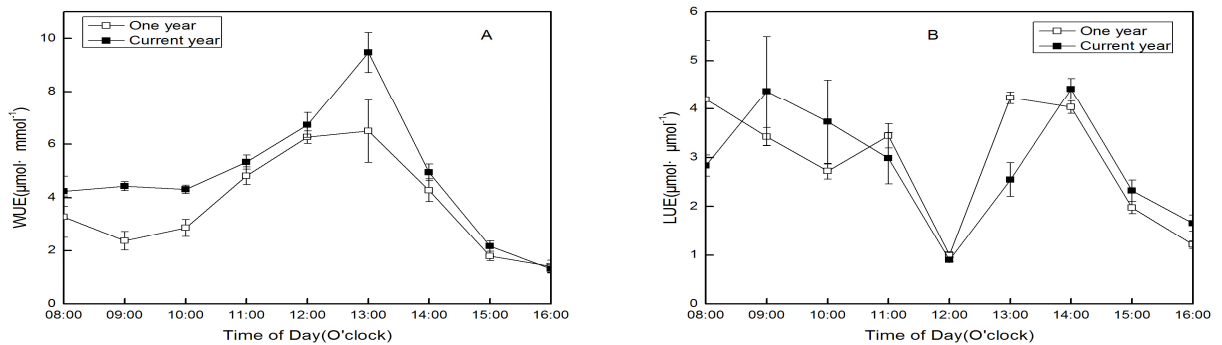 One year
Current year
A
WUE(μmol· mmol⁻¹)
10
8
6
4
2
0
08:00 09:00 10:00 11:00 12:00 13:00 14:00 15:00 16:00
Time of Day(O'clock)
One year
Current year
B
LUE(μmol· μmol⁻¹)
6
5
4
3
2
1
0
08:00 09:00 10:00 11:00 12:00 13:00 14:00 15:00 16:00
Time of Day(O'clock)